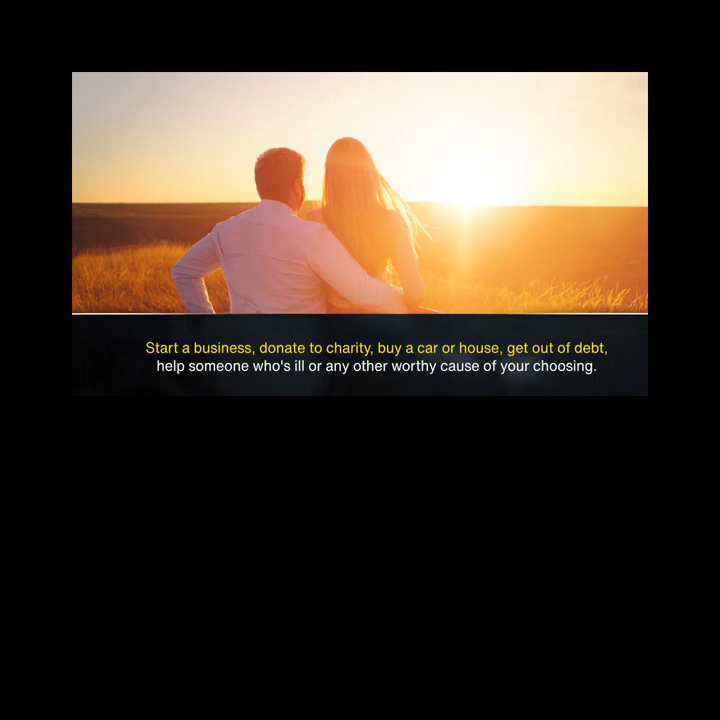 Start a business, donate to charity, buy a car or house, get out of debt,
help someone who's ill or any other worthy cause of your choosing.